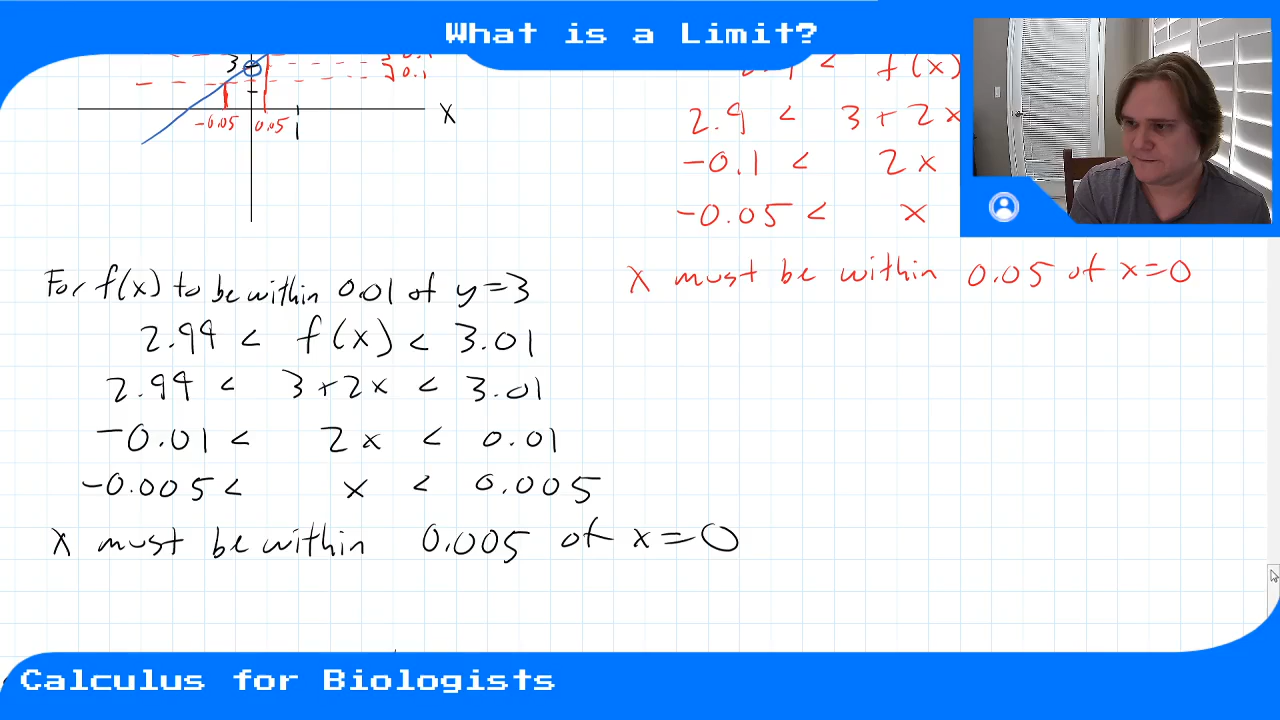 What is a Limit?
3
0.1
-0.05 0.05
1
X
f(x)
2.9 < 3+2x
-0.1 < 2x
-0.05 < x
x must be within 0.05 of x=0
For f(x) to be within 0.01 of y=3
2.99 < f(x) < 3.01
2.99 < 3+2x < 3.01
-0.01 < 2x < 0.01
-0.005 < x < 0.005
x must be within 0.005 of x=0
Calculus for Biologists